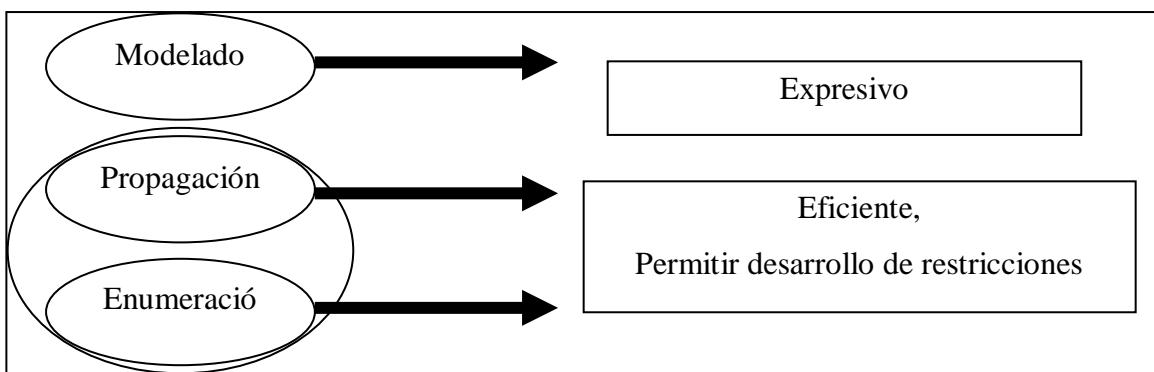 Modelado
Expresivo
Propagación
Eficiente,
Permitir desarrollo de restricciones
Enumeració